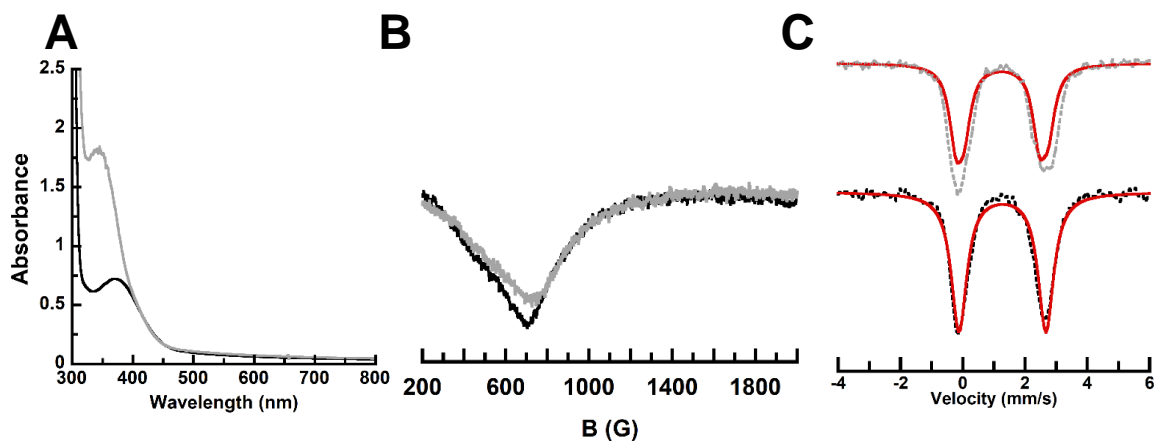 A
B
C
2.5
2
1.5
1
0.5
0
Absorbance
300 400 500 600 700 800
Wavelength (nm)
200 600 1000 1400 1800
B (G)
-4 -2 0 2 4 6
Velocity (mm/s)